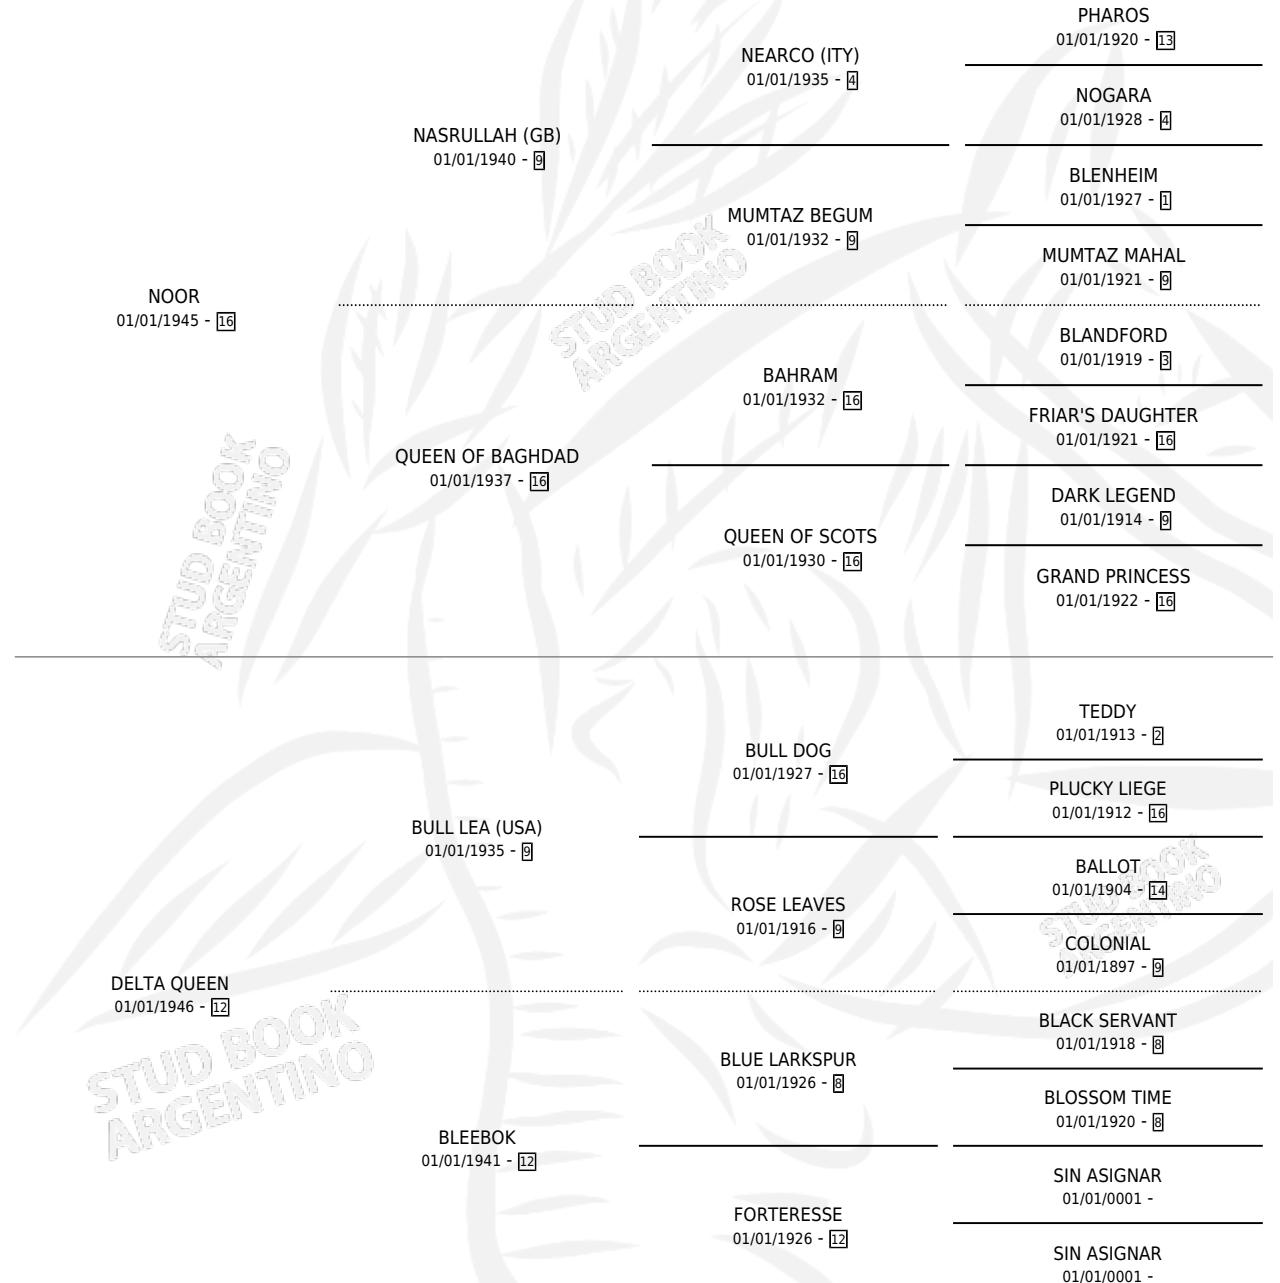 PHAROS
01/01/1920 - 13
NEARCO (ITY)
01/01/1935 - 4
NOGARA
01/01/1928 - 4
NASRULLAH (GB)
01/01/1940 - 9
BLENHEIM
01/01/1927 - 1
MUMTAZ BEGUM
01/01/1932 - 9
MUMTAZ MAHAL
01/01/1921 - 9
NOOR
01/01/1945 - 16
BLANDFORD
01/01/1919 - 3
BAHRAM
01/01/1932 - 16
FRIAR'S DAUGHTER
01/01/1921 - 16
QUEEN OF BAGHDAD
01/01/1937 - 16
DARK LEGEND
01/01/1914 - 9
QUEEN OF SCOTS
01/01/1930 - 16
GRAND PRINCESS
01/01/1922 - 16
STUD BOOK
ARGENTINO
STUD BOOK
ARGENTINO
TEDDY
01/01/1913 - 2
BULL DOG
01/01/1927 - 16
PLUCKY LIEGE
01/01/1912 - 16
BULL LEA (USA)
01/01/1935 - 9
BALLOT
01/01/1904 - 14
ROSE LEAVES
01/01/1916 - 9
COLONIAL
01/01/1897 - 9
DELTA QUEEN
01/01/1946 - 12
BLACK SERVANT
01/01/1918 - 8
BLUE LARKSPUR
01/01/1926 - 8
BLOSSOM TIME
01/01/1920 - 8
BLEEBOK
01/01/1941 - 12
SIN ASIGNAR
01/01/0001 -
FORTERESSE
01/01/1926 - 12
SIN ASIGNAR
01/01/0001 -
STUD BOOK
ARGENTINO
STUD BOOK
ARGENTINO